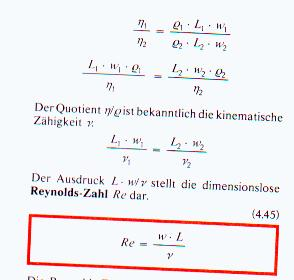 η₁/η₂ = ϱ₁ · L₁ · w₁ / ϱ₂ · L₂ · w₂
L₁ · w₁ · ϱ₁ / η₁ = L₂ · w₂ · ϱ₂ / η₂
Der Quotient η/ϱ ist bekanntlich die kinematische
Zähigkeit ν.
L₁ · w₁ / ν₁ = L₂ · w₂ / ν₂
Der Ausdruck L · w/ν stellt die dimensionslose
Reynolds-Zahl Re dar.
(4.45)
Re = w · L / ν